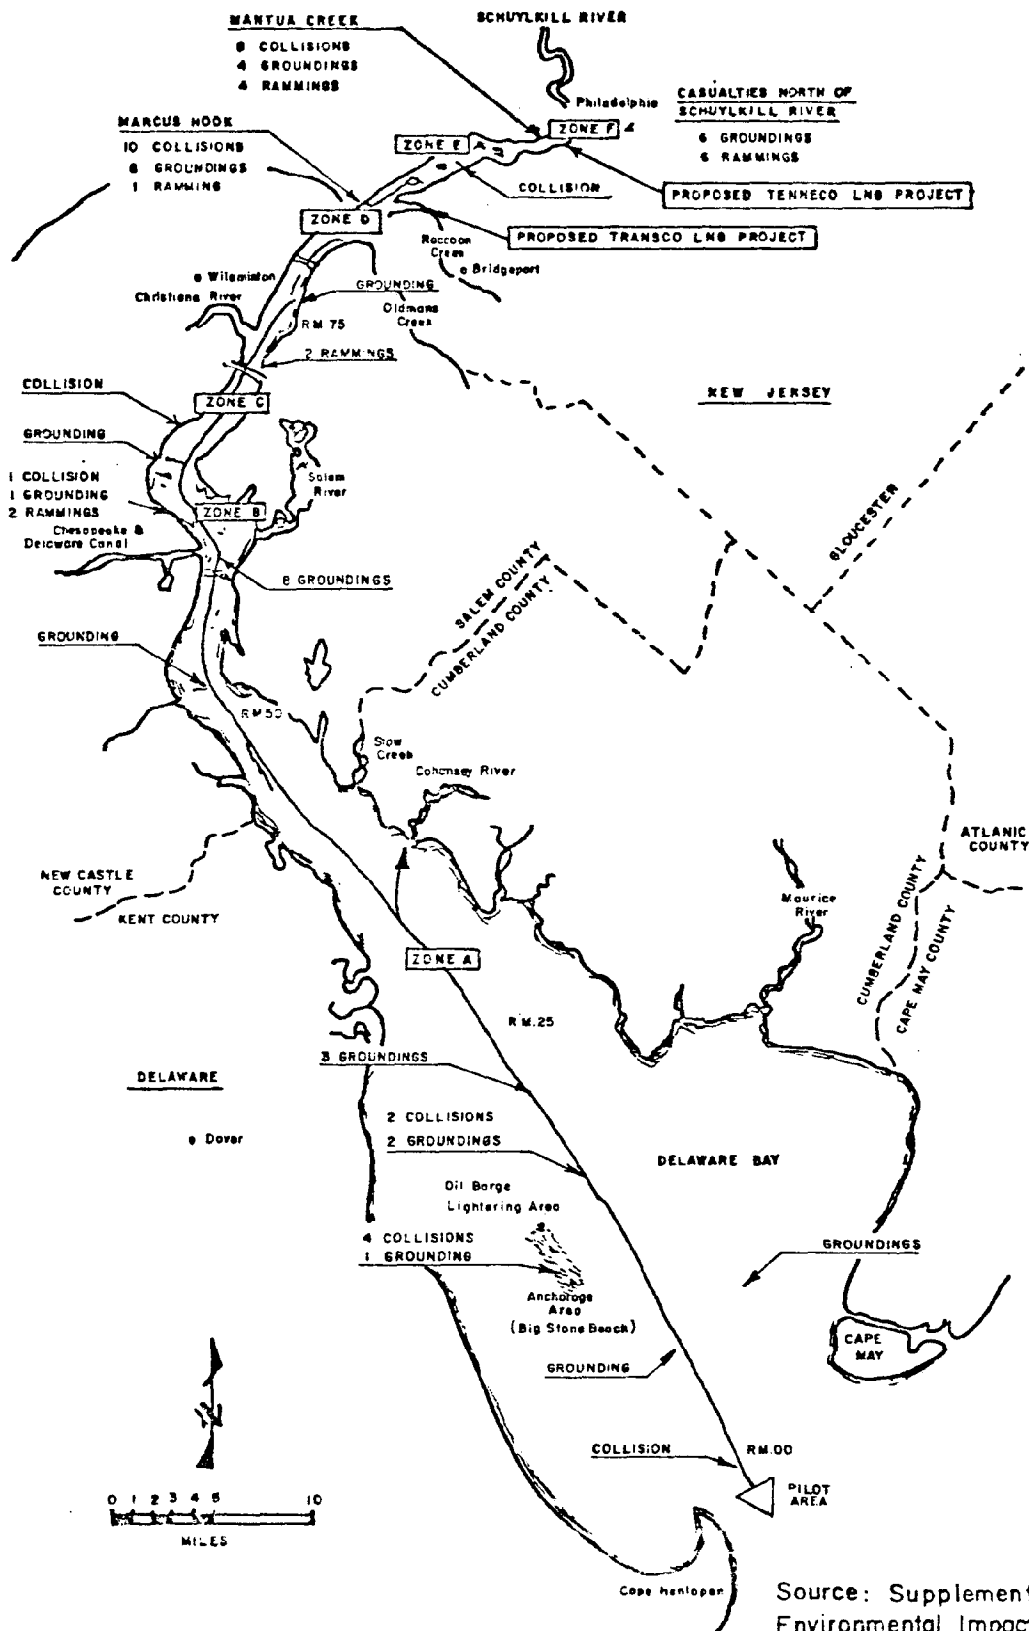 MANTUA CREEK
8 COLLISIONS
4 GROUNDINGS
4 RAMMINGS
SCHUYLKILL RIVER
Philadelphia
CASUALTIES NORTH OF
SCHUYLKILL RIVER
6 GROUNDINGS
6 RAMMINGS
MARCUS HOOK
10 COLLISIONS
6 GROUNDINGS
1 RAMMING
ZONE F
ZONE E
COLLISION
PROPOSED TENNECO LNG PROJECT
ZONE D
PROPOSED TRANSCO LNG PROJECT
Raccoon
Creek
Bridgeport
Wilmington
Christiana River
GROUNDING
Oldmans
Creek
RM 75
2 RAMMINGS
COLLISION
ZONE C
NEW JERSEY
GROUNDING
1 COLLISION
1 GROUNDING
2 RAMMINGS
Salem
River
ZONE B
Chesapeake &
Delaware Canal
8 GROUNDINGS
GLOUCESTER
SALEM COUNTY
CUMBERLAND COUNTY
GROUNDING
RM.50
Stow
Creek
Cohansey River
NEW CASTLE
COUNTY
KENT COUNTY
ATLANIC
COUNTY
Maurice
River
CUMBERLAND COUNTY
CAPE MAY COUNTY
ZONE A
RM.25
3 GROUNDINGS
DELAWARE
Dover
2 COLLISIONS
2 GROUNDINGS
DELAWARE BAY
Oil Barge
Lightering Area
4 COLLISIONS
1 GROUNDING
GROUNDINGS
Anchorage
Area
(Big Stone Beach)
CAPE
MAY
GROUNDING
N
COLLISION
RM.00
PILOT
AREA
0 1 2 3 4 5 10
MILES
Cape Henlopen
Source: Supplement
Environmental Impac